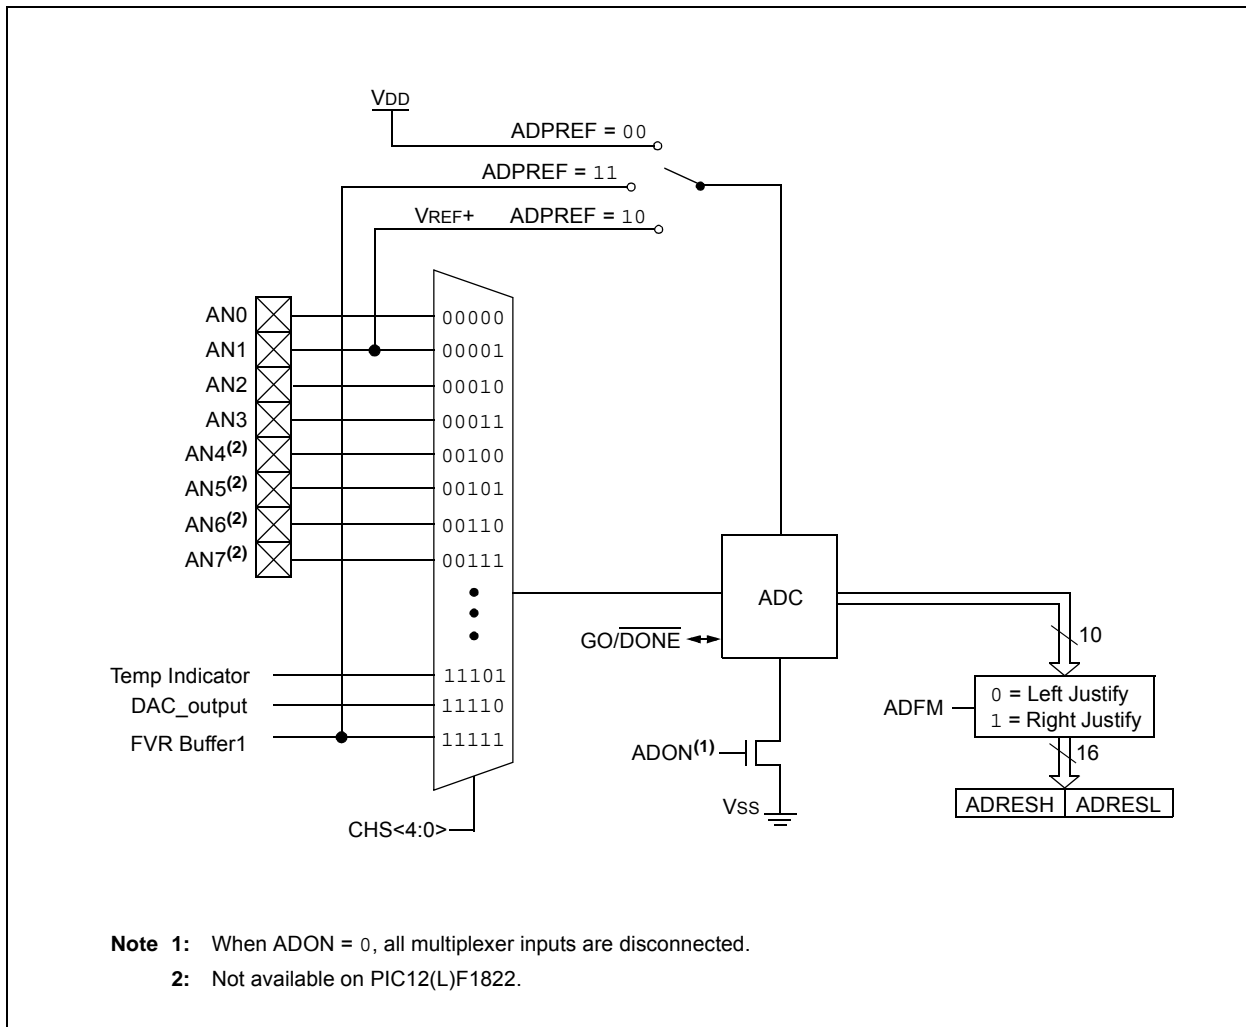 VDD
ADPREF = 00
ADPREF = 11
VREF+ ADPREF = 10
AN0 00000
AN1 00001
AN2 00010
AN3 00011
AN4(2) 00100
AN5(2) 00101
AN6(2) 00110
AN7(2) 00111
ADC
GO/DONE
10
Temp Indicator 11101
DAC_output 11110
FVR Buffer1 11111
ADFM
0 = Left Justify
1 = Right Justify
ADON(1)
16
VSS
ADRESH ADRESL
CHS<4:0>
Note 1: When ADON = 0, all multiplexer inputs are disconnected.
2: Not available on PIC12(L)F1822.